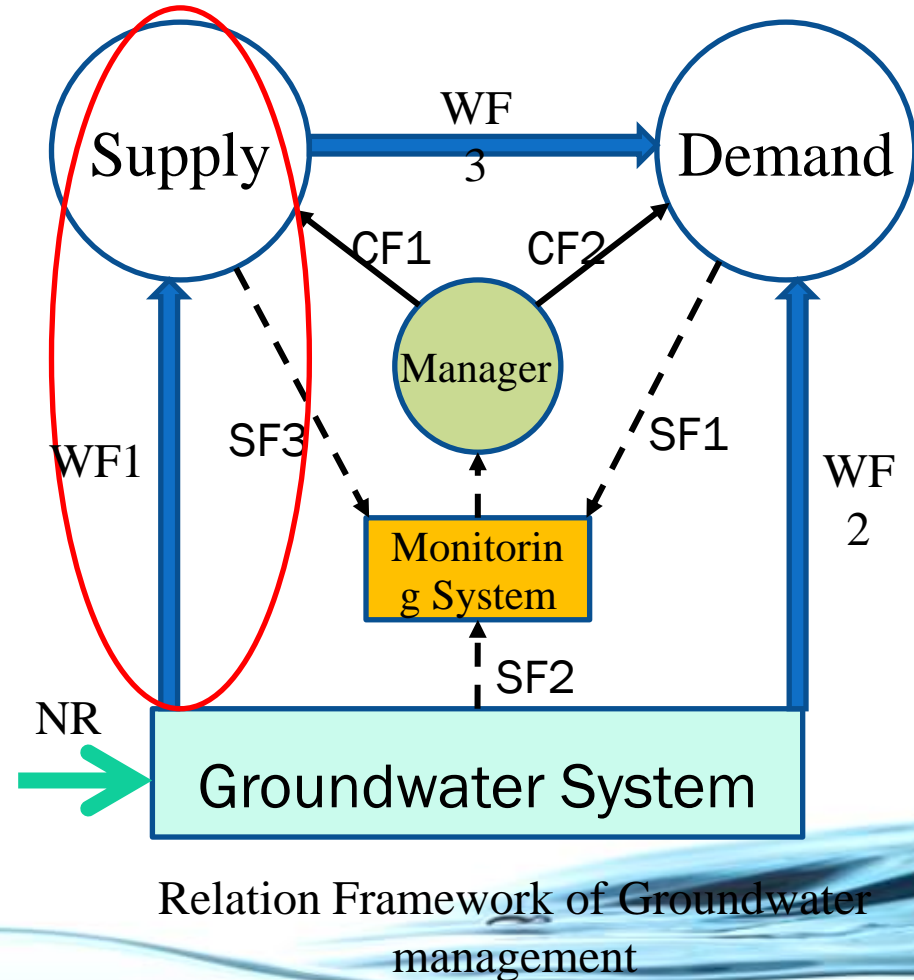 WF
3
Supply
Demand
CF1
CF2
Manager
SF3
SF1
WF1
WF
2
Monitorin
g System
SF2
NR
Groundwater System
Relation Framework of Groundwater
management